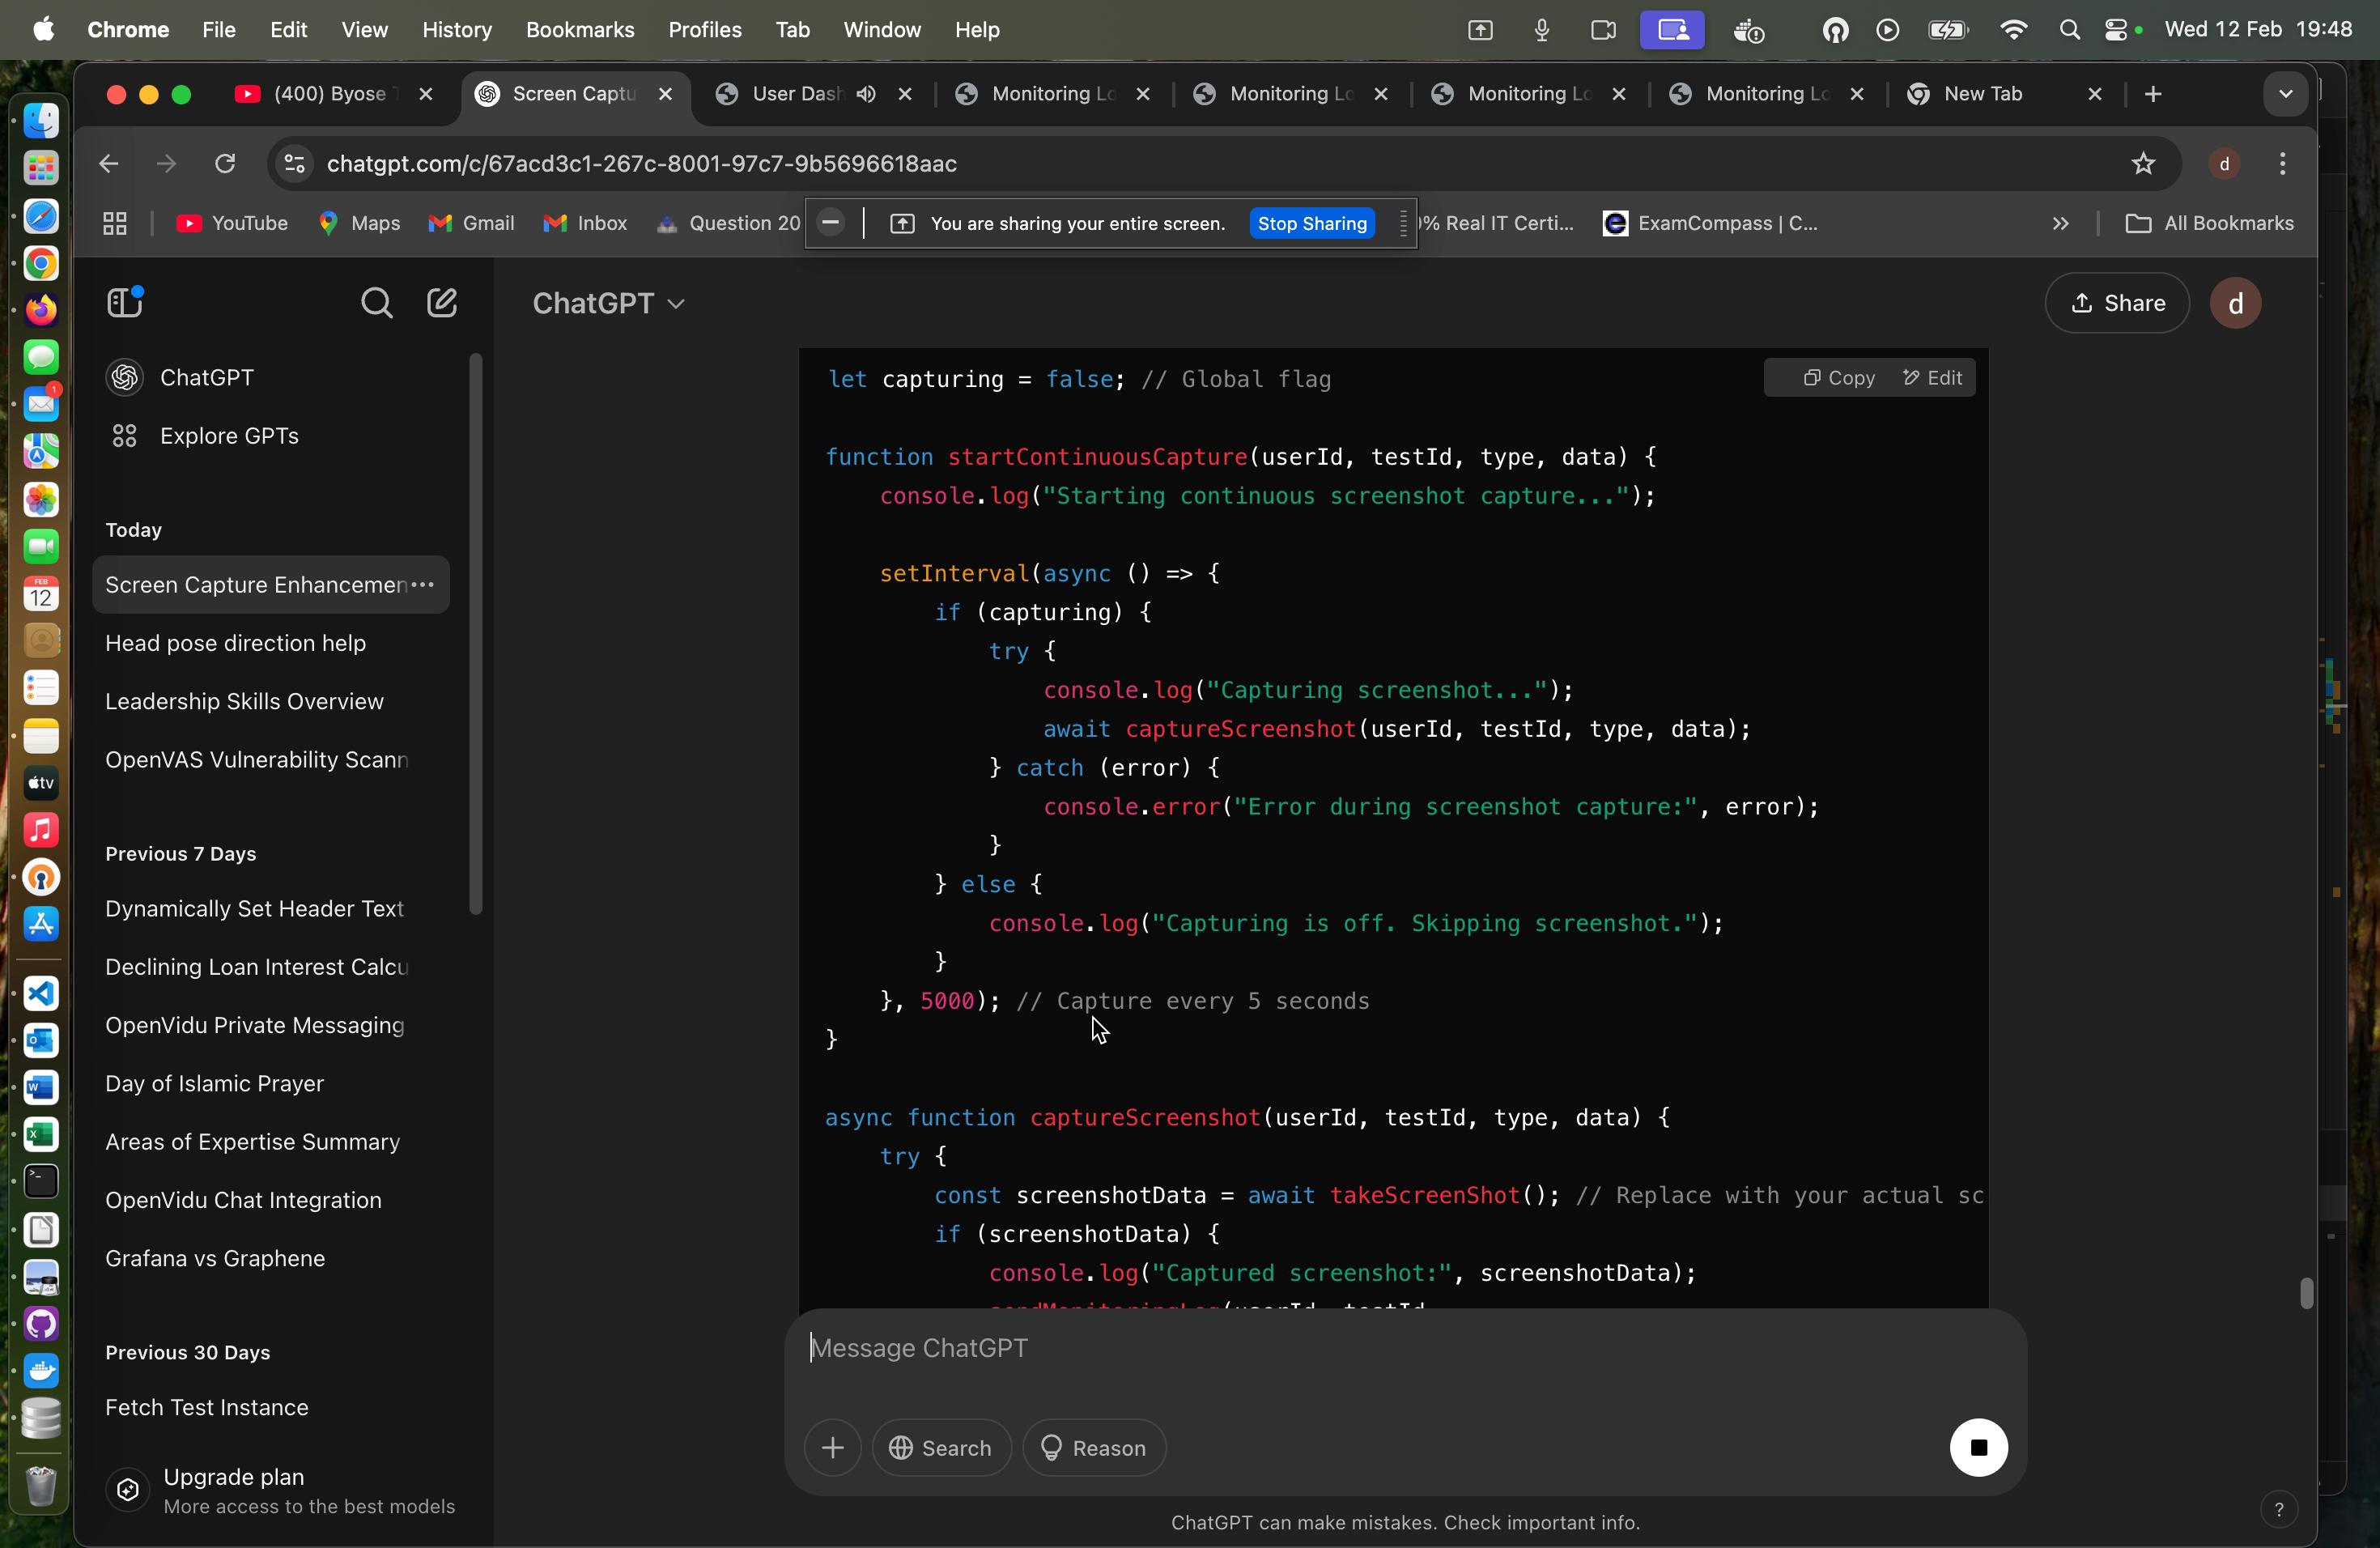 Chrome File Edit View History Bookmarks Profiles Tab Window Help Wed 12 Feb 19:48
(400) Byose Screen Captu User Dash Monitoring Lo Monitoring Lo Monitoring Lo Monitoring Lo New Tab
chatgpt.com/c/67acd3c1-267c-8001-97c7-9b5696618aac d
YouTube Maps Gmail Inbox Question 20 You are sharing your entire screen. Stop Sharing % Real IT Certi... ExamCompass | C... All Bookmarks
ChatGPT Share d
ChatGPT
Explore GPTs
Today
Screen Capture Enhancemen
Head pose direction help
Leadership Skills Overview
OpenVAS Vulnerability Scann
Previous 7 Days
Dynamically Set Header Text
Declining Loan Interest Calcu
OpenVidu Private Messaging
Day of Islamic Prayer
Areas of Expertise Summary
OpenVidu Chat Integration
Grafana vs Graphene
Previous 30 Days
Fetch Test Instance
Upgrade plan
More access to the best models
Copy Edit
let capturing = false; // Global flag
function startContinuousCapture(userId, testId, type, data) {
console.log("Starting continuous screenshot capture...");
setInterval(async () => {
if (capturing) {
try {
console.log("Capturing screenshot...");
await captureScreenshot(userId, testId, type, data);
} catch (error) {
console.error("Error during screenshot capture:", error);
}
} else {
console.log("Capturing is off. Skipping screenshot.");
}
}, 5000); // Capture every 5 seconds
}
async function captureScreenshot(userId, testId, type, data) {
try {
const screenshotData = await takeScreenShot(); // Replace with your actual sc
if (screenshotData) {
console.log("Captured screenshot:", screenshotData);
Message ChatGPT
Search Reason
ChatGPT can make mistakes. Check important info.
?
FEB
12
1
tv